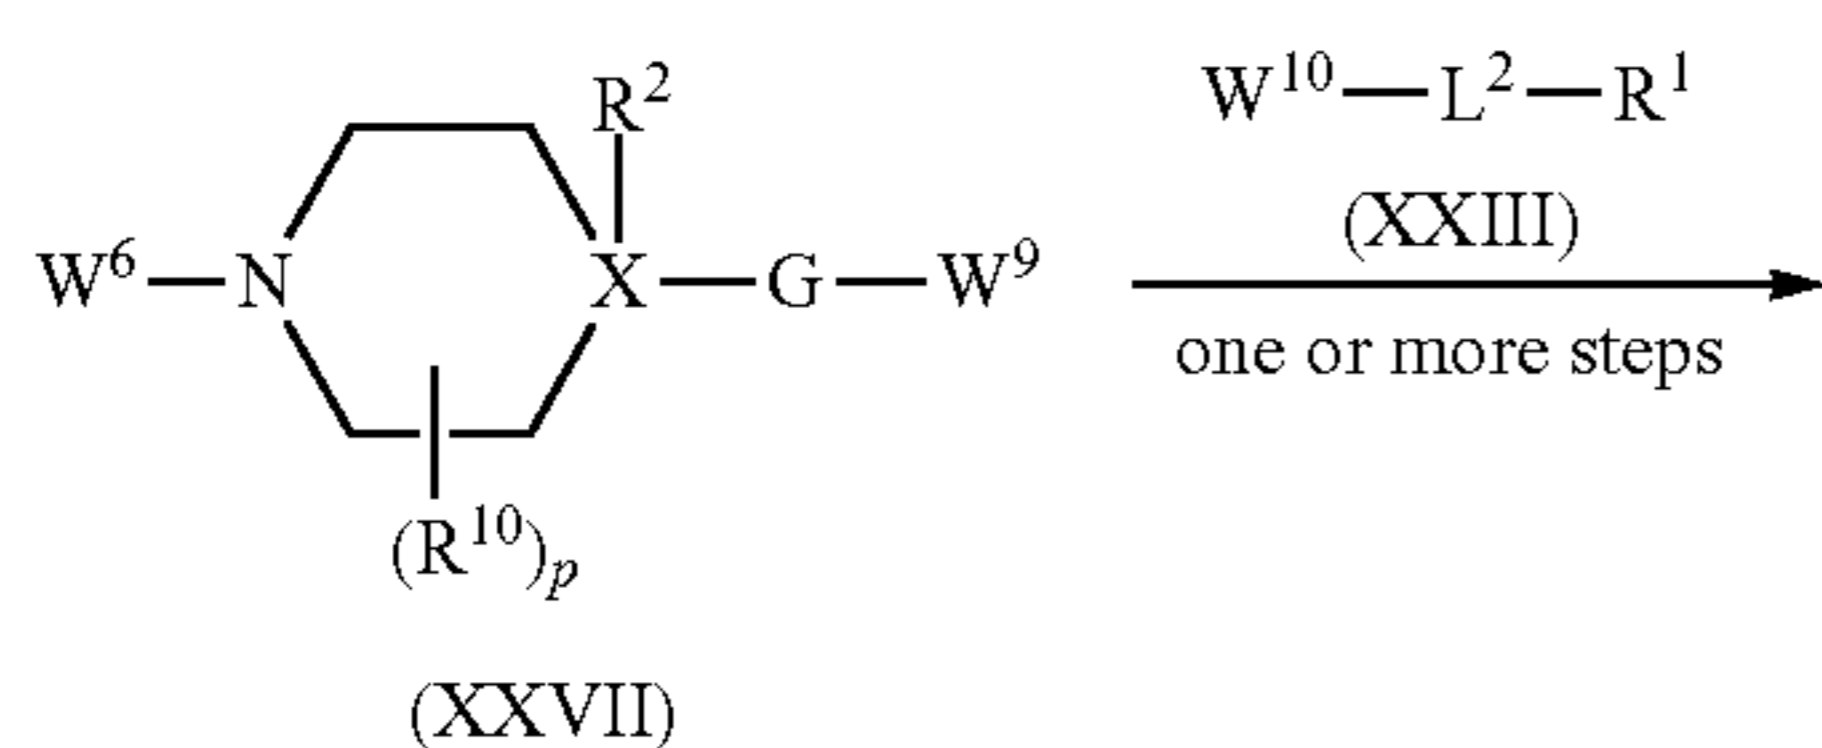 W¹⁰—L²—R¹
R²
(XXIII)
W⁶—N X—G—W⁹
one or more steps
(R¹⁰)ₚ
(XXVII)